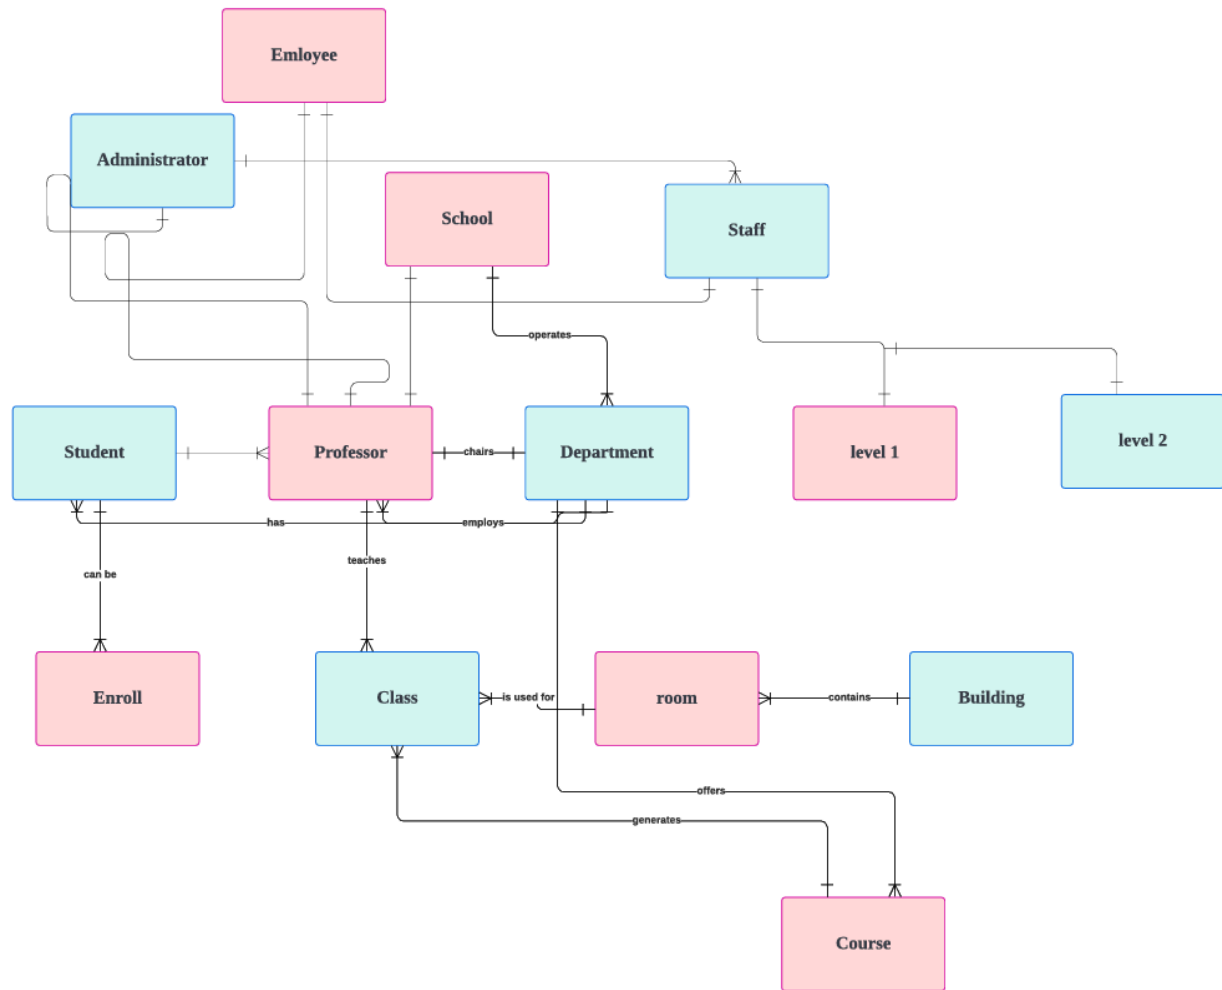 Emloyee
Administrator
School
Staff
operates
Student
Professor
chairs
Department
level 1
level 2
has
employs
teaches
can be
Enroll
Class
is used for
room
contains
Building
offers
generates
Course